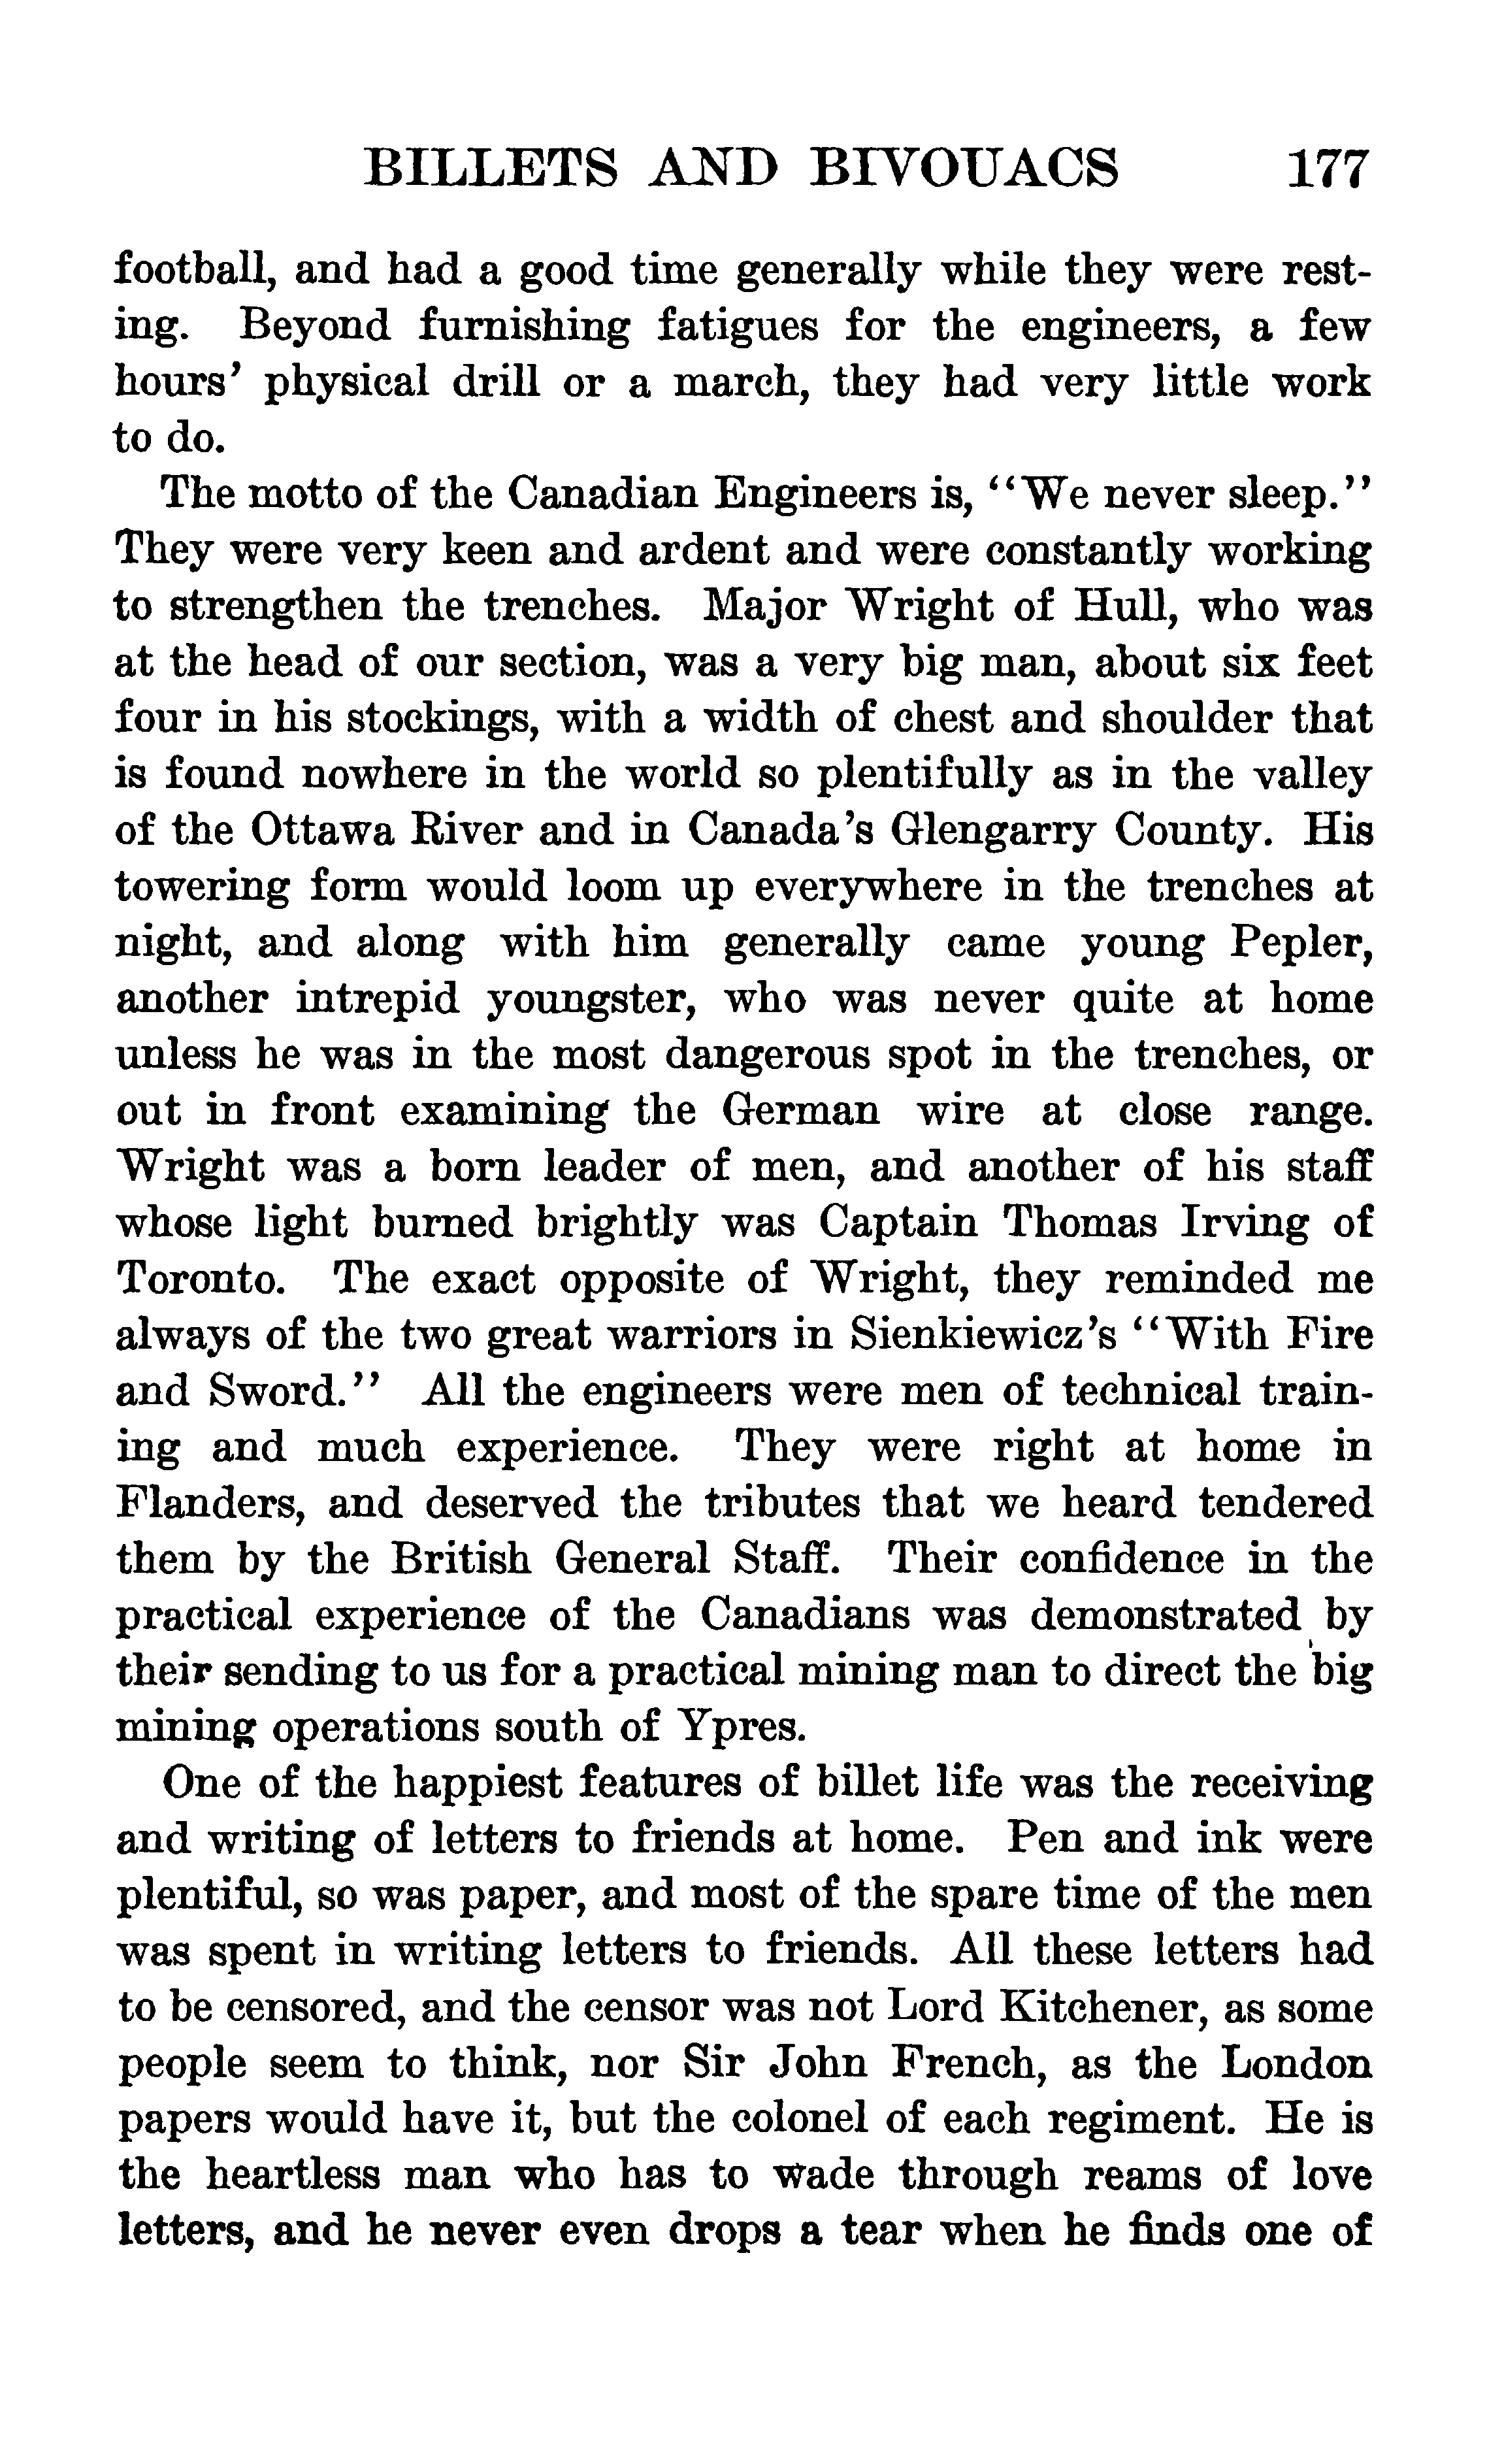 BILLETS AND BIVOUACS 177
football, and had a good time generally while they were rest-
ing. Beyond furnishing fatigues for the engineers, a few
hours' physical drill or a march, they had very little work
to do.
The motto of the Canadian Engineers is, "We never sleep."
They were very keen and ardent and were constantly working
to strengthen the trenches. Major Wright of Hull, who was
at the head of our section, was a very big man, about six feet
four in his stockings, with a width of chest and shoulder that
is found nowhere in the world so plentifully as in the valley
of the Ottawa River and in Canada's Glengarry County. His
towering form would loom up everywhere in the trenches at
night, and along with him generally came young Pepler,
another intrepid youngster, who was never quite at home
unless he was in the most dangerous spot in the trenches, or
out in front examining the German wire at close range.
Wright was a born leader of men, and another of his staff
whose light burned brightly was Captain Thomas Irving of
Toronto. The exact opposite of Wright, they reminded me
always of the two great warriors in Sienkiewicz's "With Fire
and Sword." All the engineers were men of technical train-
ing and much experience. They were right at home in
Flanders, and deserved the tributes that we heard tendered
them by the British General Staff. Their confidence in the
practical experience of the Canadians was demonstrated by
their sending to us for a practical mining man to direct the big
mining operations south of Ypres.
One of the happiest features of billet life was the receiving
and writing of letters to friends at home. Pen and ink were
plentiful, so was paper, and most of the spare time of the men
was spent in writing letters to friends. All these letters had
to be censored, and the censor was not Lord Kitchener, as some
people seem to think, nor Sir John French, as the London
papers would have it, but the colonel of each regiment. He is
the heartless man who has to wade through reams of love
letters, and he never even drops a tear when he finds one of